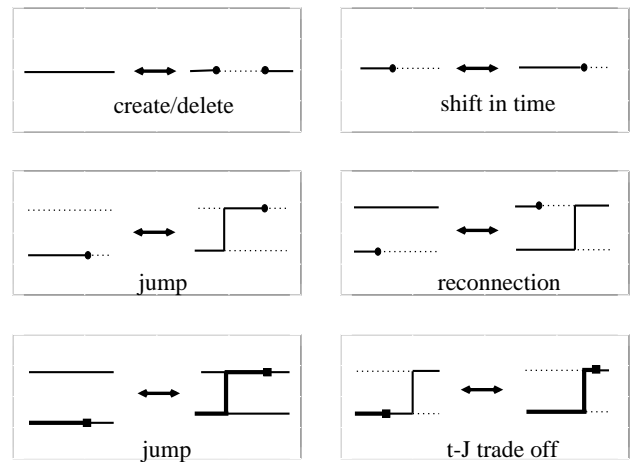 create/delete
shift in time
jump
reconnection
jump
t-J trade off